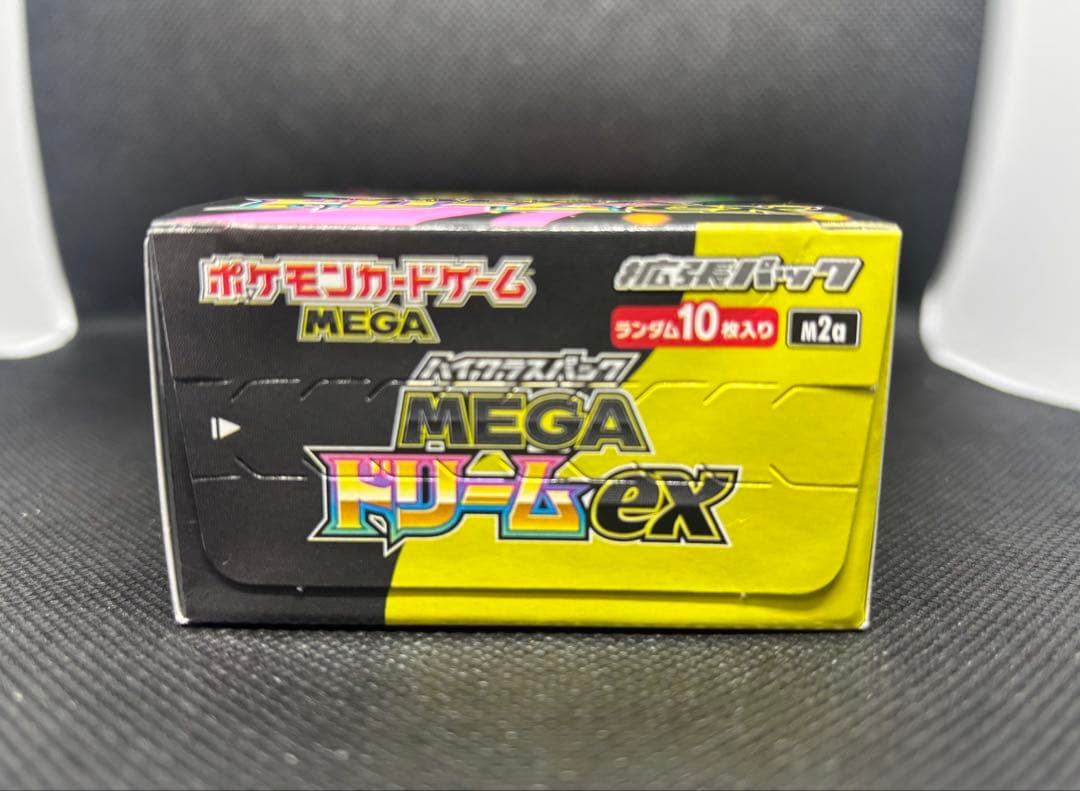 ポケモンカードゲーム
MEGA
拡張パック
ランダム10枚入り
M2a
ハイクラスパック
MEGA
ドリームex